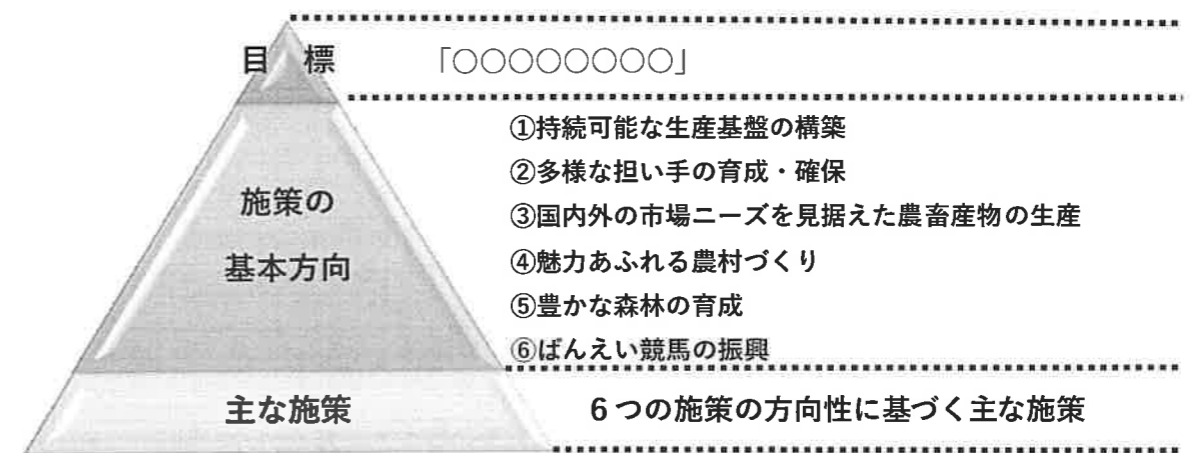 目　標
「○○○○○○○○」
施策の
基本方向
①持続可能な生産基盤の構築
②多様な担い手の育成・確保
③国内外の市場ニーズを見据えた農畜産物の生産
④魅力あふれる農村づくり
⑤豊かな森林の育成
⑥ばんえい競馬の振興
主な施策
6つの施策の方向性に基づく主な施策